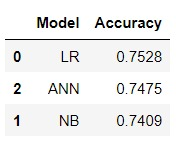 Model Accuracy
0 LR 0.7528
2 ANN 0.7475
1 NB 0.7409